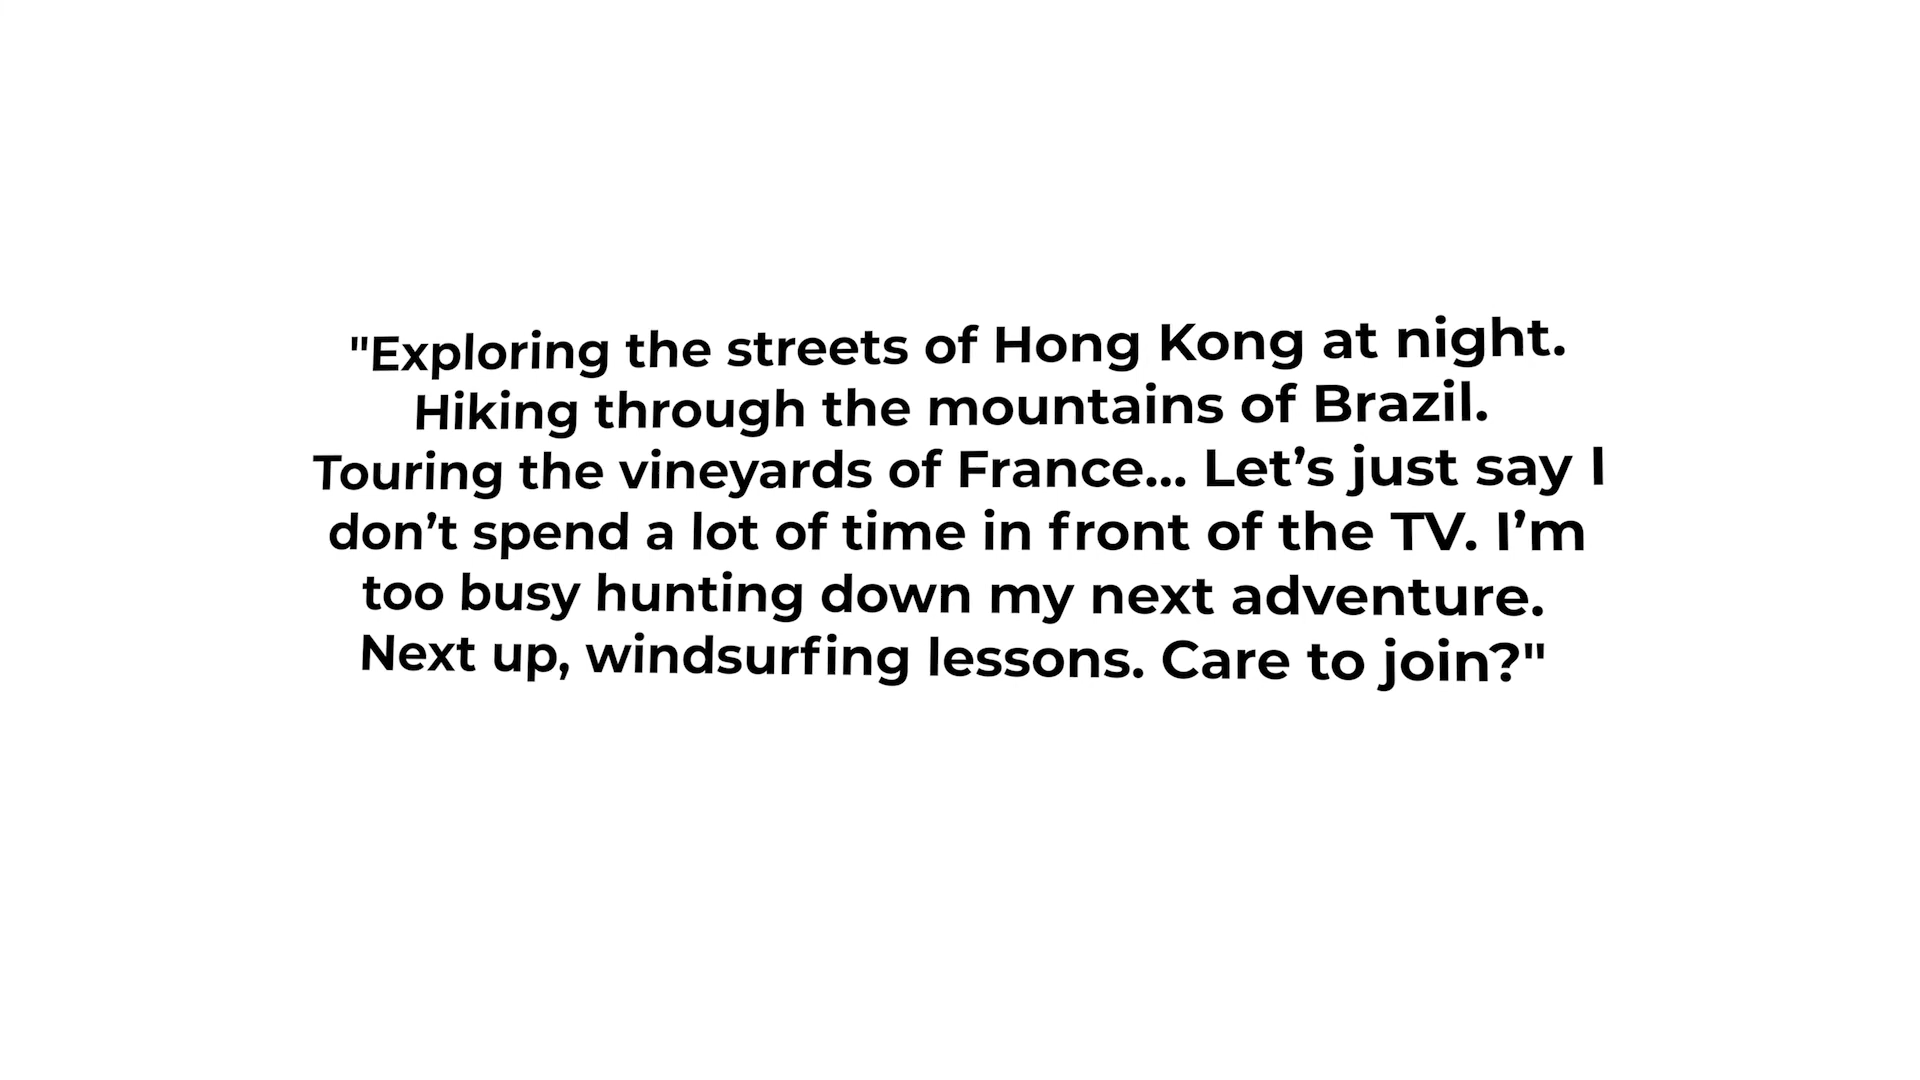 "Exploring the streets of Hong Kong at night.
Hiking through the mountains of Brazil.
Touring the vineyards of France... Let’s just say I
don’t spend a lot of time in front of the TV. I’m
too busy hunting down my next adventure.
Next up, windsurfing lessons. Care to join?"